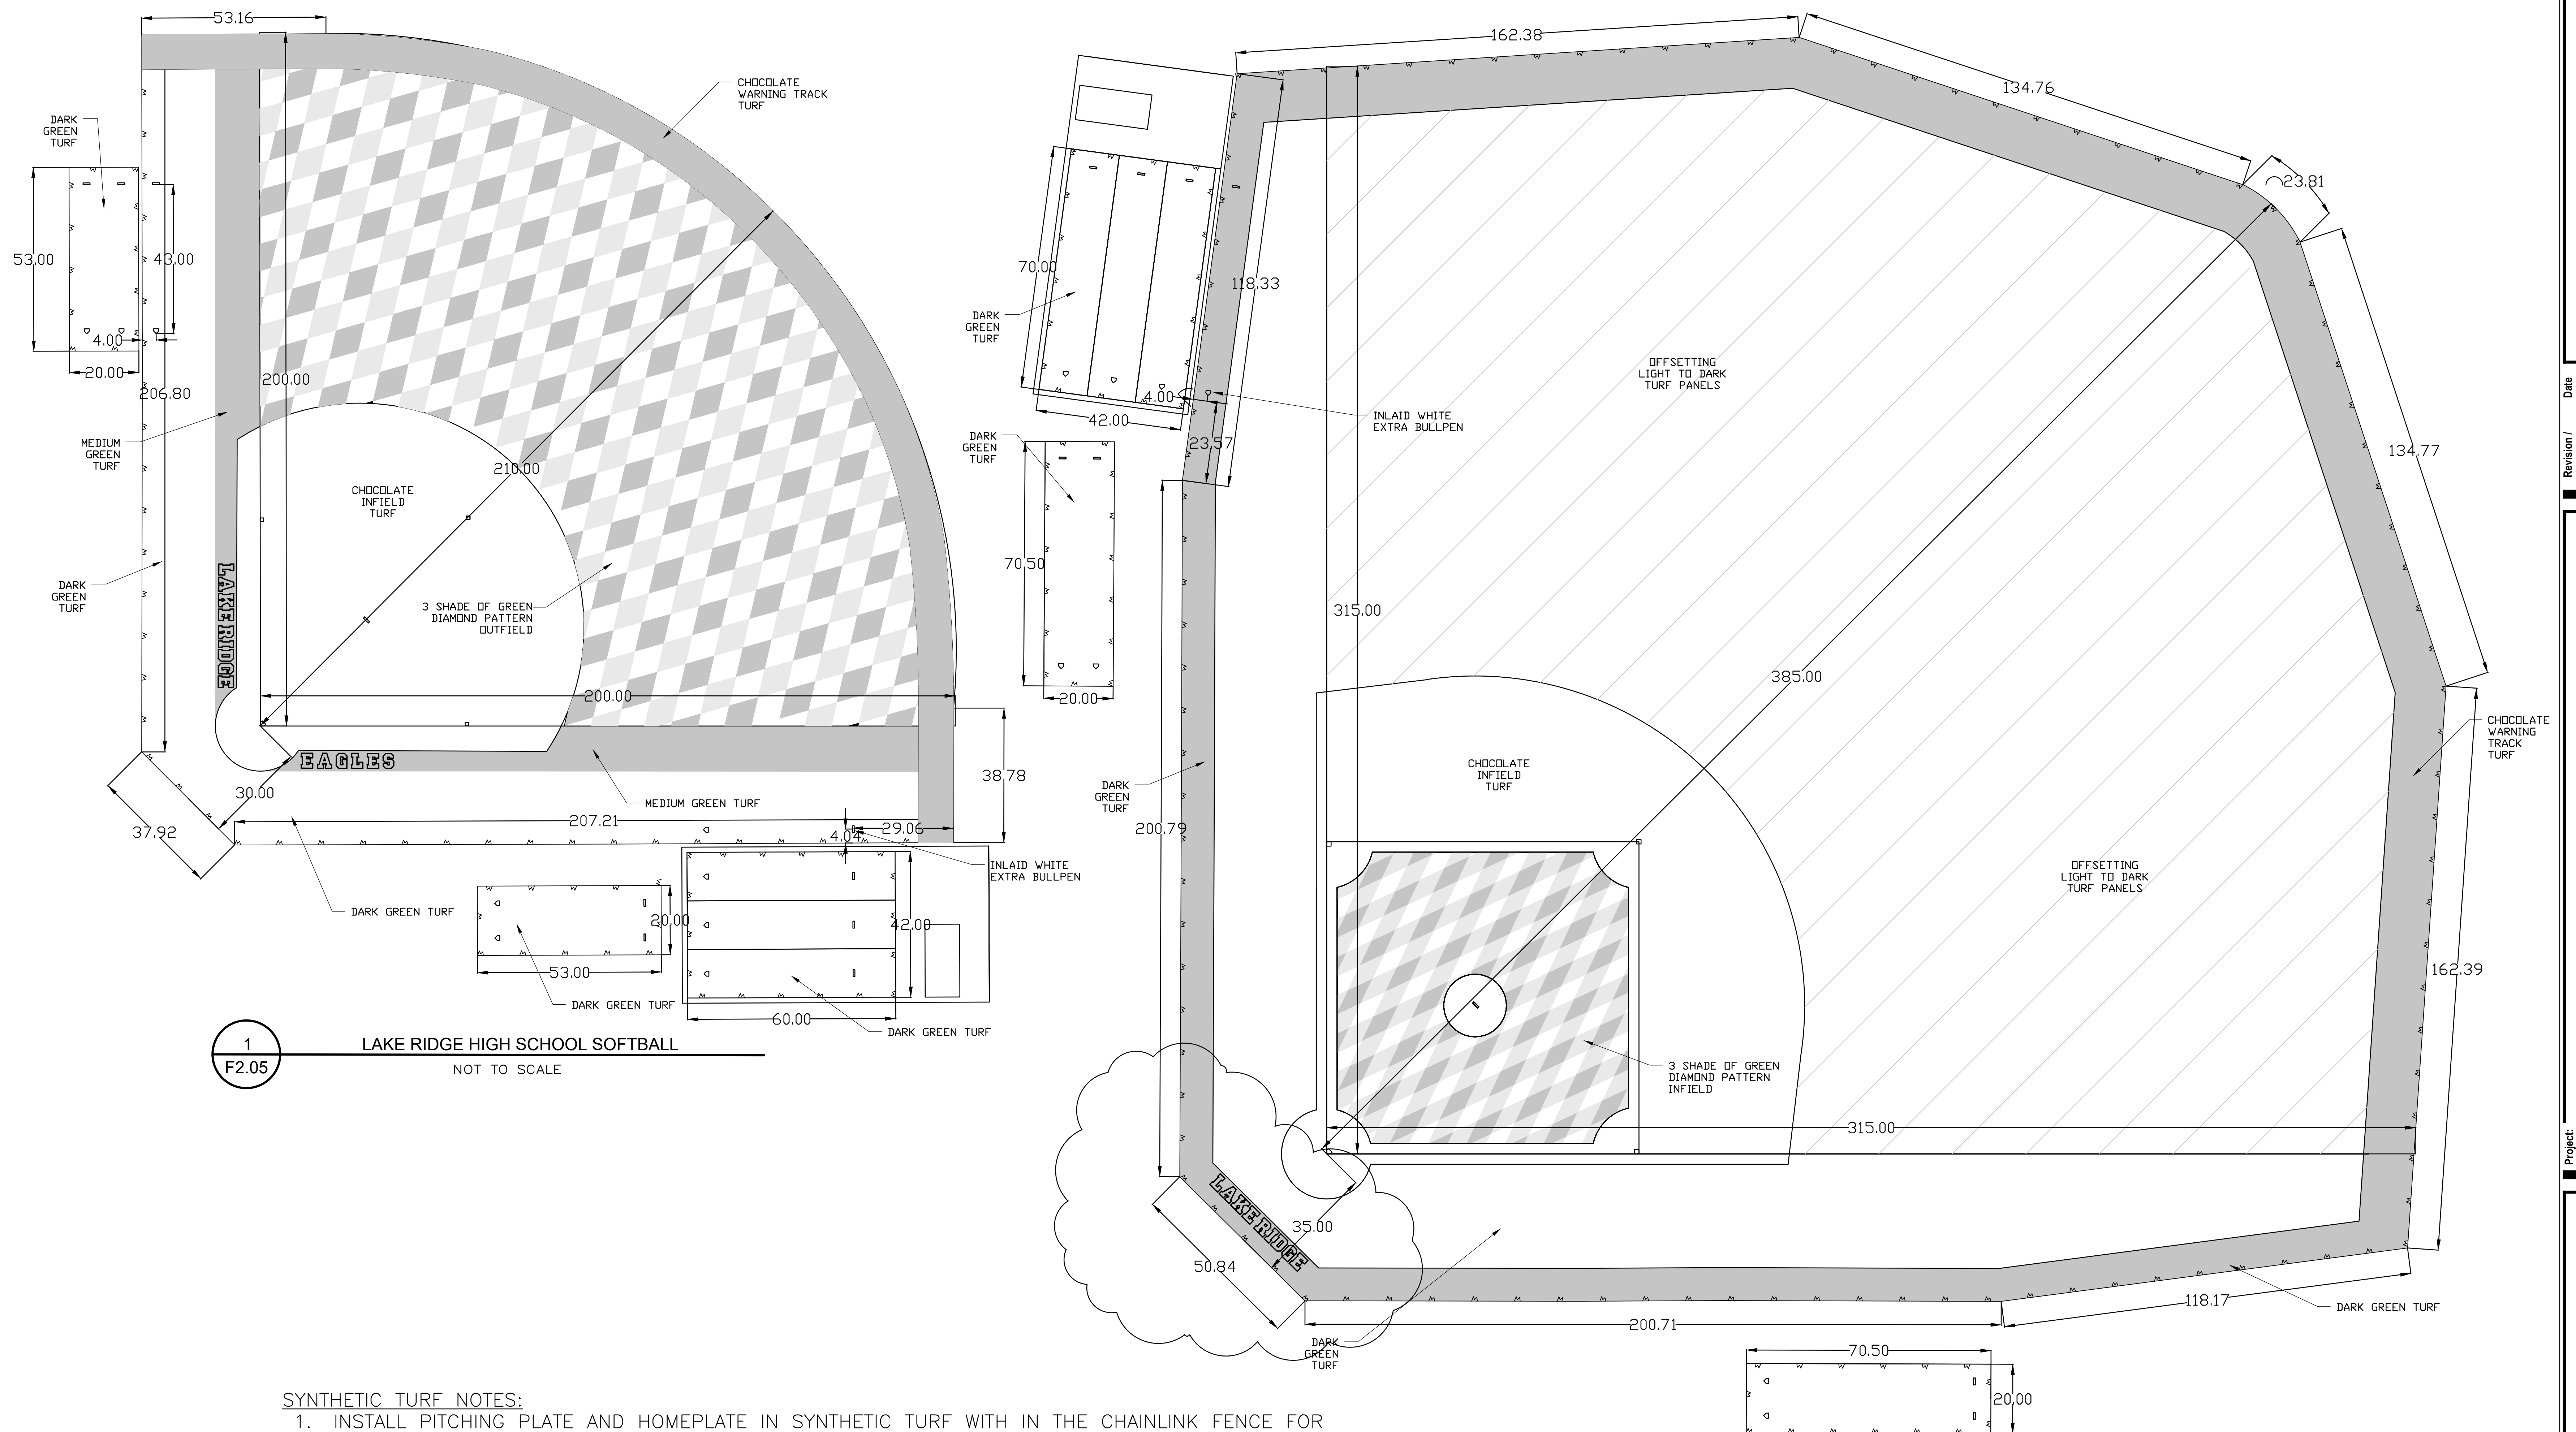 53.16
CHOCOLATE
WARNING TRACK
TURF
DARK
GREEN
TURF
53.00
43.00
4.00
20.00
206.80
200.00
MEDIUM
GREEN
TURF
210.00
CHOCOLATE
INFIELD
TURF
DARK
GREEN
TURF
LAKE RIDGE
3 SHADE OF GREEN
DIAMOND PATTERN
OUTFIELD
200.00
EAGLES
38.78
30.00
MEDIUM GREEN TURF
37.92
207.21
4.04
29.06
INLAID WHITE
EXTRA BULLPEN
DARK GREEN TURF
20.00
42.00
53.00
DARK GREEN TURF
60.00
DARK GREEN TURF
1
F2.05
LAKE RIDGE HIGH SCHOOL SOFTBALL
NOT TO SCALE
162.38
134.76
23.81
70.00
118.33
DARK
GREEN
TURF
4.00
42.00
23.57
INLAID WHITE
EXTRA BULLPEN
OFFSETTING
LIGHT TO DARK
TURF PANELS
134.77
DARK
GREEN
TURF
70.50
20.00
315.00
385.00
CHOCOLATE
WARNING
TRACK
TURF
CHOCOLATE
INFIELD
TURF
DARK
GREEN
TURF
200.79
OFFSETTING
LIGHT TO DARK
TURF PANELS
162.39
3 SHADE OF GREEN
DIAMOND PATTERN
INFIELD
315.00
LAKE RIDGE
35.00
50.84
200.71
118.17
DARK GREEN TURF
DARK
GREEN
TURF
70.50
20.00
SYNTHETIC TURF NOTES:
1. INSTALL PITCHING PLATE AND HOMEPLATE IN SYNTHETIC TURF WITH IN THE CHAINLINK FENCE FOR
Date
Revision /
Project: